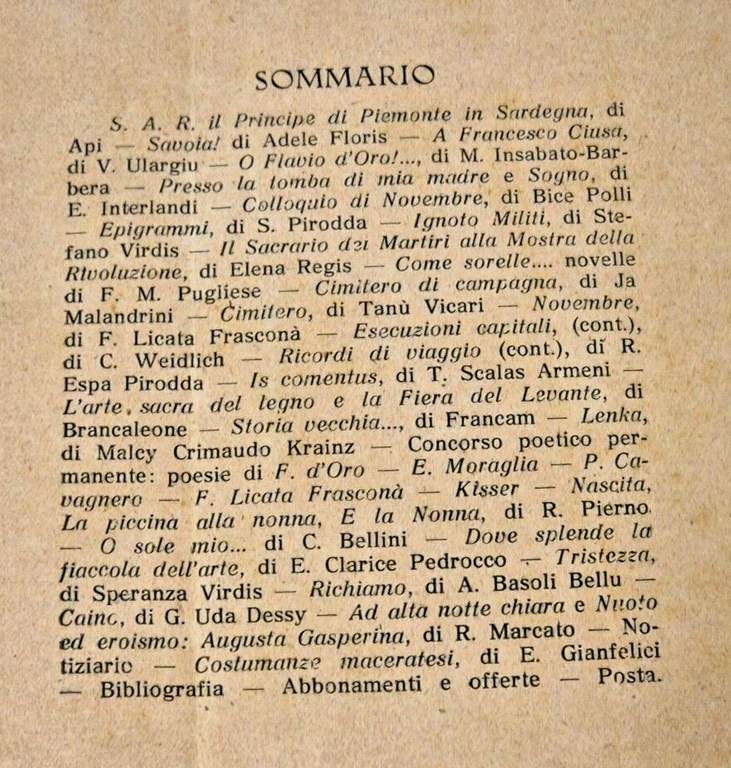 SOMMARIO
S. A. R. il Principe di Piemonte in Sardegna, di
Api — Savoia! di Adele Floris — A Francesco Ciusa,
di V. Ulargiu — O Flavio d'Oro!..., di M. Insabato-Bar-
bera — Presso la tomba di mia madre e Sogno, di
E. Interlandi — Colloquio di Novembre, di Bice Polli
— Epigrammi, di S. Pirodda — Ignoto Militi, di Ste-
fano Virdis — Il Sacrario dei Martiri alla Mostra della
Rivoluzione, di Elena Regis — Come sorelle.... novelle
di F. M. Pugliese — Cimitero di campagna, di Ja
Malandrini — Cimitero, di Tanù Vicari — Novembre,
di F. Licata Frasconà — Esecuzioni capitali, (cont.),
di C. Weidlich — Ricordi di viaggio (cont.), di R.
Espa Pirodda — Is comentus, di T. Scalas Armeni —
L'arte sacra del legno e la Fiera del Levante, di
Brancaleone — Storia vecchia..., di Francam — Lenka,
di Malcy Crimaudo Krainz — Concorso poetico per-
manente: poesie di F. d'Oro — E. Moraglia — P. Ca-
vagnero — F. Licata Frasconà — Kisser — Nascita,
La piccina alla nonna, E la Nonna, di R. Pierno
— O sole mio... di C. Bellini — Dove splende la
fiaccola dell'arte, di E. Clarice Pedrocco — Tristezza,
di Speranza Virdis — Richiamo, di A. Basoli Bellu —
Caino, di G. Uda Dessy — Ad alta notte chiara e Nuoto
ed eroismo: Augusta Gasperina, di R. Marcato — No-
tiziario — Costumanze maceratesi, di E. Gianfelici
— Bibliografia — Abbonamenti e offerte — Posta.